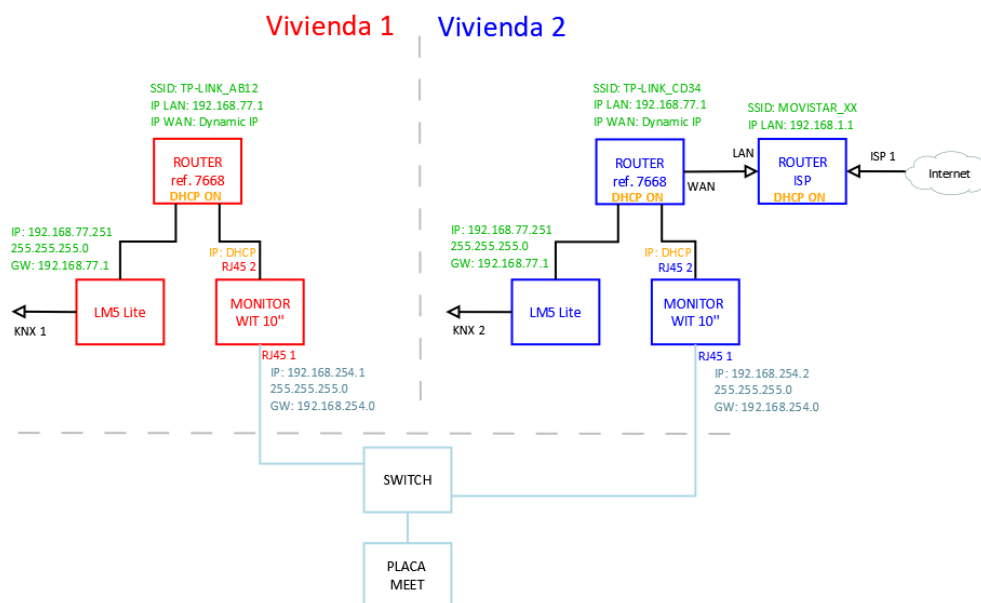 Vivienda 1
Vivienda 2
SSID: TP-LINK_AB12
IP LAN: 192.168.77.1
IP WAN: Dynamic IP
ROUTER
ref. 7668
DHCP ON
IP: 192.168.77.251
255.255.255.0
GW: 192.168.77.1
IP: DHCP
RJ45 2
LM5 Lite
MONITOR
WIT 10"
KNX 1
RJ45 1
IP: 192.168.254.1
255.255.255.0
GW: 192.168.254.0
SSID: TP-LINK_CD34
IP LAN: 192.168.77.1
IP WAN: Dynamic IP
SSID: MOVISTAR_XX
IP LAN: 192.168.1.1
ROUTER
ref. 7668
DHCP ON
WAN
LAN
ROUTER
ISP
DHCP ON
ISP 1
Internet
IP: 192.168.77.251
255.255.255.0
GW: 192.168.77.1
IP: DHCP
RJ45 2
LM5 Lite
MONITOR
WIT 10"
KNX 2
RJ45 1
IP: 192.168.254.2
255.255.255.0
GW: 192.168.254.0
SWITCH
PLACA
MEET